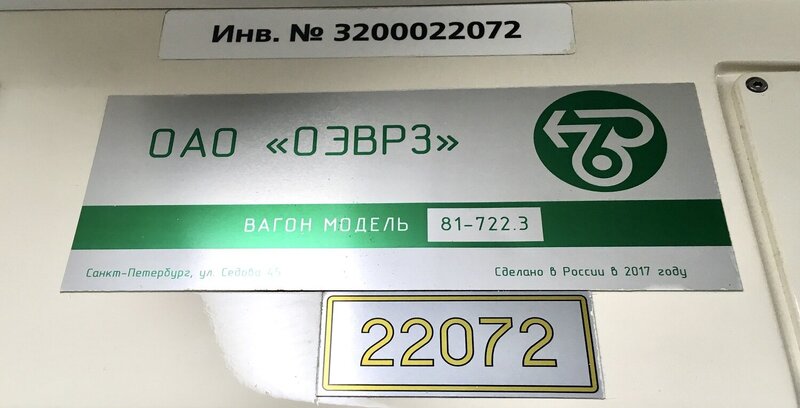 Инв. № 3200022072
ОАО «ОЭВРЗ»
ВАГОН МОДЕЛЬ 81-722.3
Санкт-Петербург, ул. Седова 45
Сделано в России в 2017 году
22072